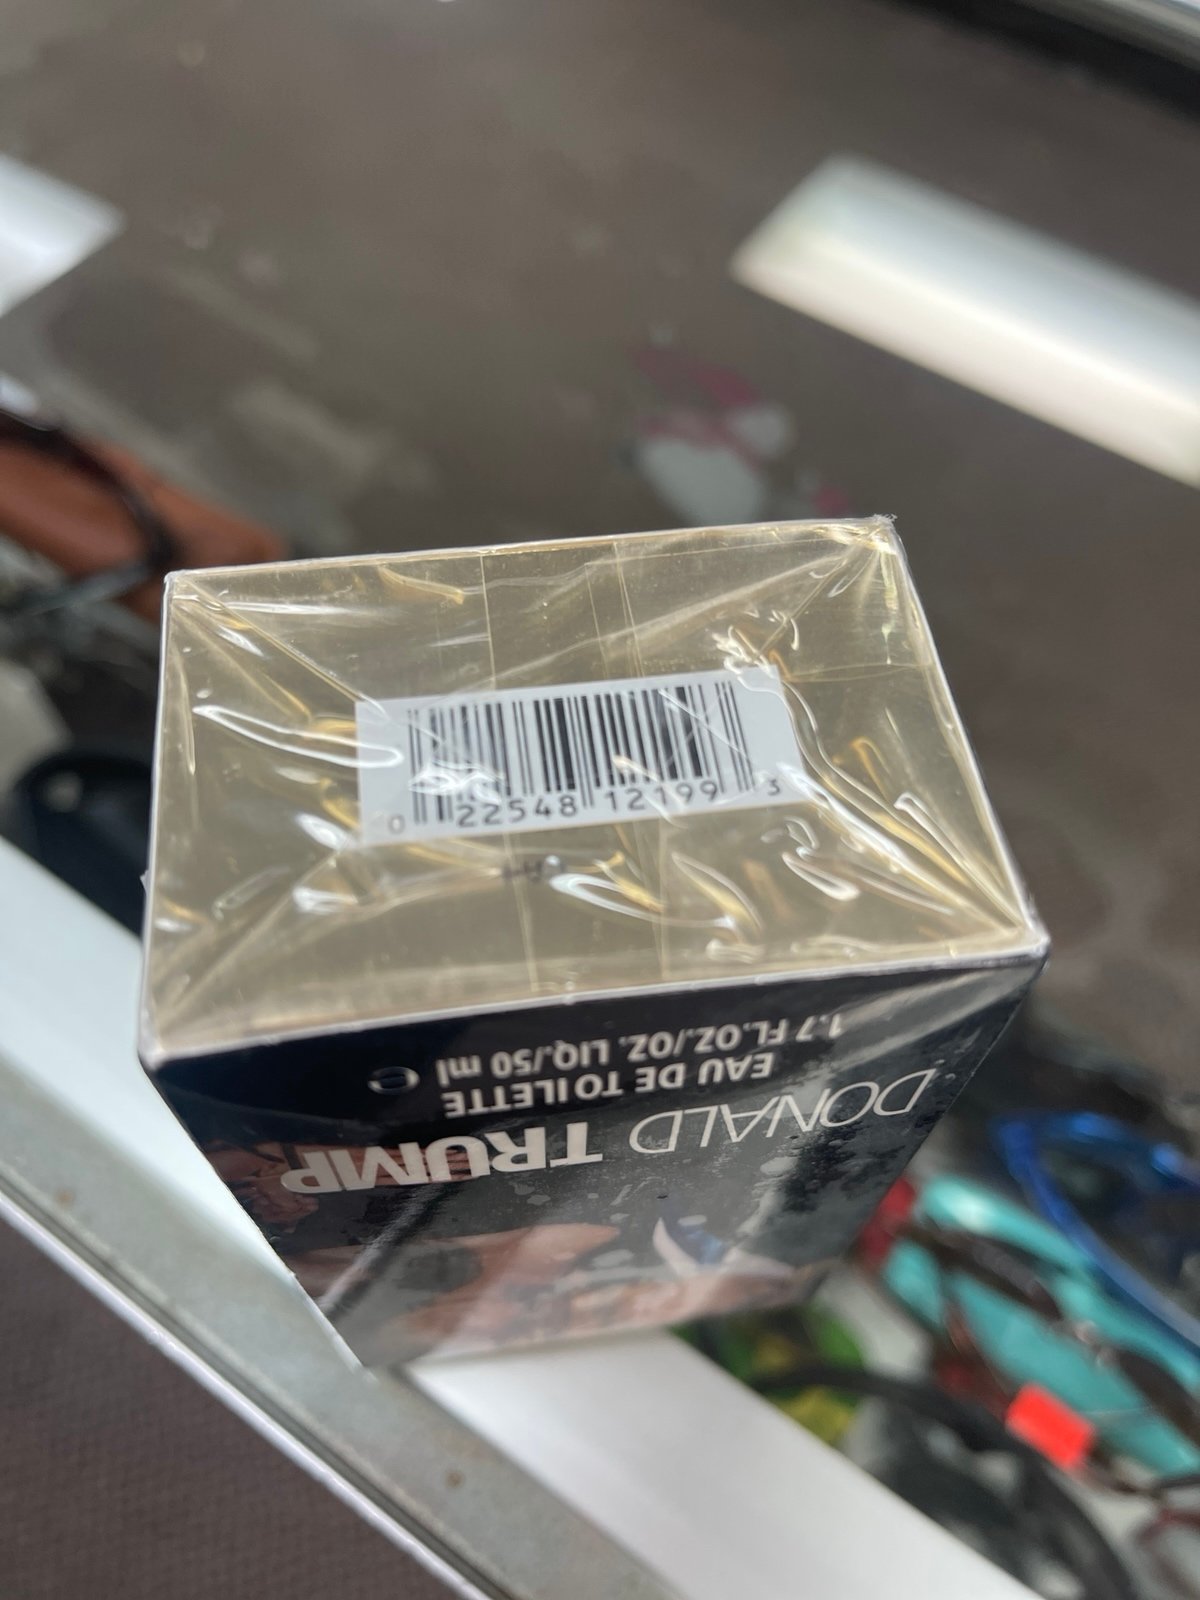 0 22548 12199 3
DONALD TRUMP
EAU DE TOILETTE
1.7 FL.OZ./OZ. LIQ./50 ml ℮